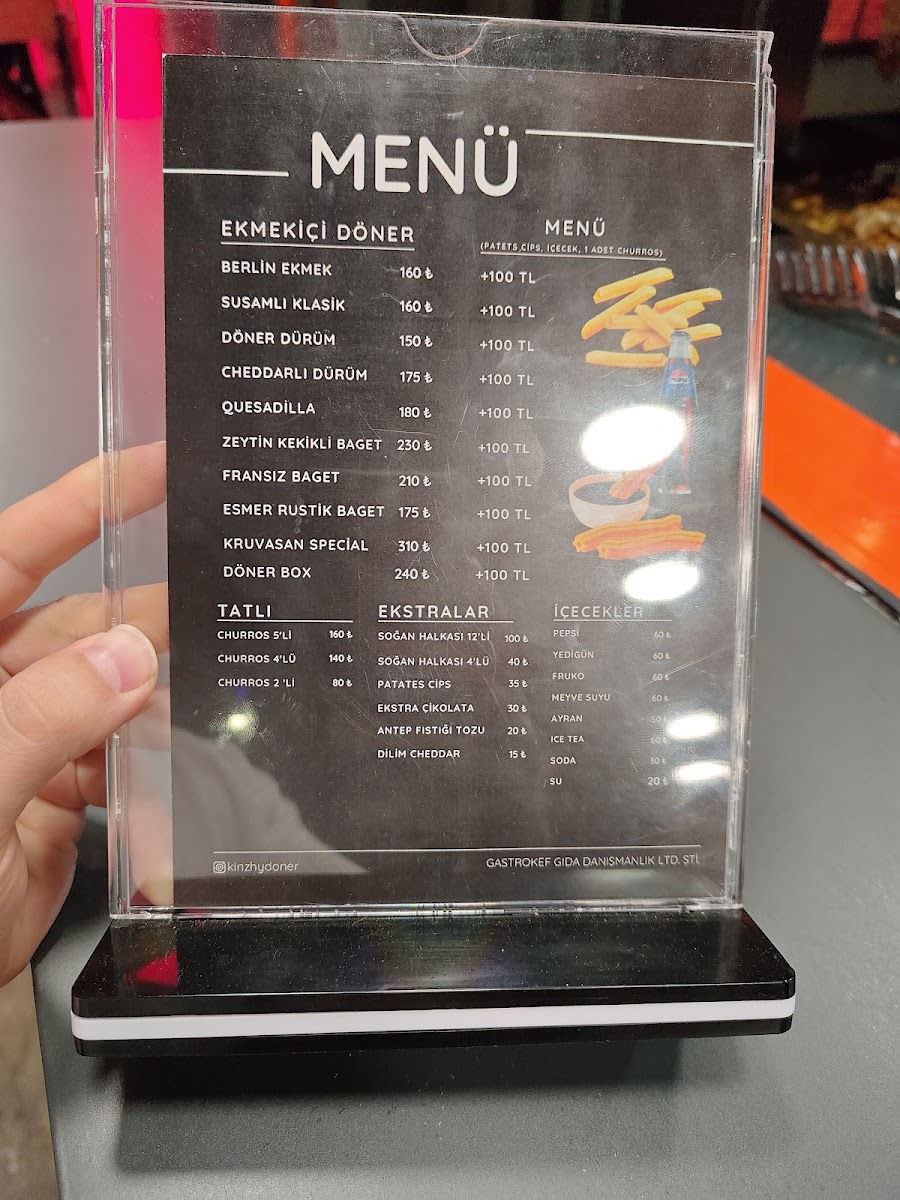 MENÜ
EKMEKİÇİ DÖNER
MENÜ
(PATETS CİPS, İÇECEK, 1 ADET CHURROS)
BERLİN EKMEK 160 ₺ +100 TL
SUSAMLI KLASİK 160 ₺ +100 TL
DÖNER DÜRÜM 150 ₺ +100 TL
CHEDDARLI DÜRÜM 175 ₺ +100 TL
QUESADİLLA 180 ₺ +100 TL
ZEYTİN KEKİKLİ BAGET 230 ₺ +100 TL
FRANSIZ BAGET 210 ₺ +100 TL
ESMER RUSTİK BAGET 175 ₺ +100 TL
KRUVASAN SPECİAL 310 ₺ +100 TL
DÖNER BOX 240 ₺ +100 TL
PEPSI
TATLI
CHURROS 5'Lİ 160 ₺
CHURROS 4'LÜ 140 ₺
CHURROS 2 'Lİ 80 ₺
EKSTRALAR
SOĞAN HALKASI 12'Lİ 100 ₺
SOĞAN HALKASI 4'LÜ 40 ₺
PATATES CİPS 35 ₺
EKSTRA ÇİKOLATA 30 ₺
ANTEP FISTIĞI TOZU 20 ₺
DİLİM CHEDDAR 15 ₺
İÇECEKLER
PEPSİ 60 ₺
YEDİGÜN 60 ₺
FRUKO 60 ₺
MEYVE SUYU 60 ₺
AYRAN 50 ₺
ICE TEA 60 ₺
SODA 30 ₺
SU 20 ₺
kinzhydoner
GASTROKEF GIDA DANIŞMANLIK LTD. ŞTİ.